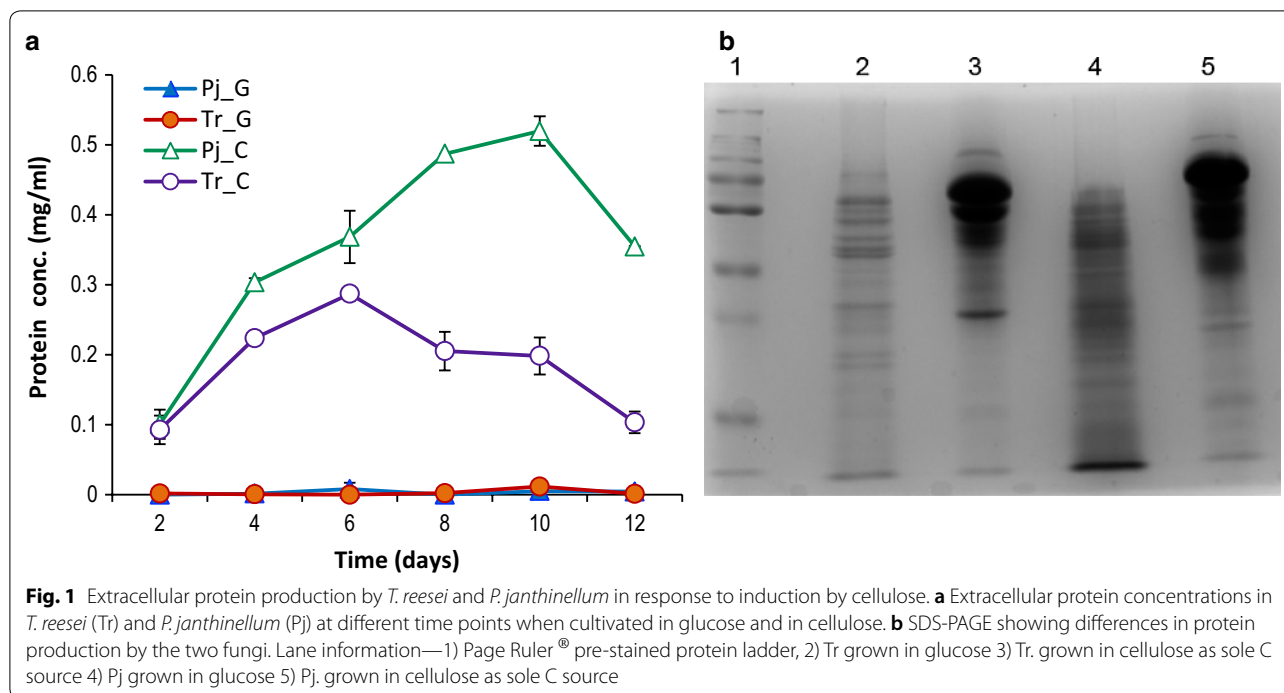 a
b
0.6
0.5
0.4
0.3
0.2
0.1
0
Protein conc. (mg/ml)
Pj_G
Tr_G
Pj_C
Tr_C
2 4 6 8 10 12
Time (days)
1 2 3 4 5
Fig. 1 Extracellular protein production by T. reesei and P. janthinellum in response to induction by cellulose. a Extracellular protein concentrations in
T. reesei (Tr) and P. janthinellum (Pj) at different time points when cultivated in glucose and in cellulose. b SDS-PAGE showing differences in protein
production by the two fungi. Lane information—1) Page Ruler ® pre-stained protein ladder, 2) Tr grown in glucose 3) Tr. grown in cellulose as sole C
source 4) Pj grown in glucose 5) Pj. grown in cellulose as sole C source